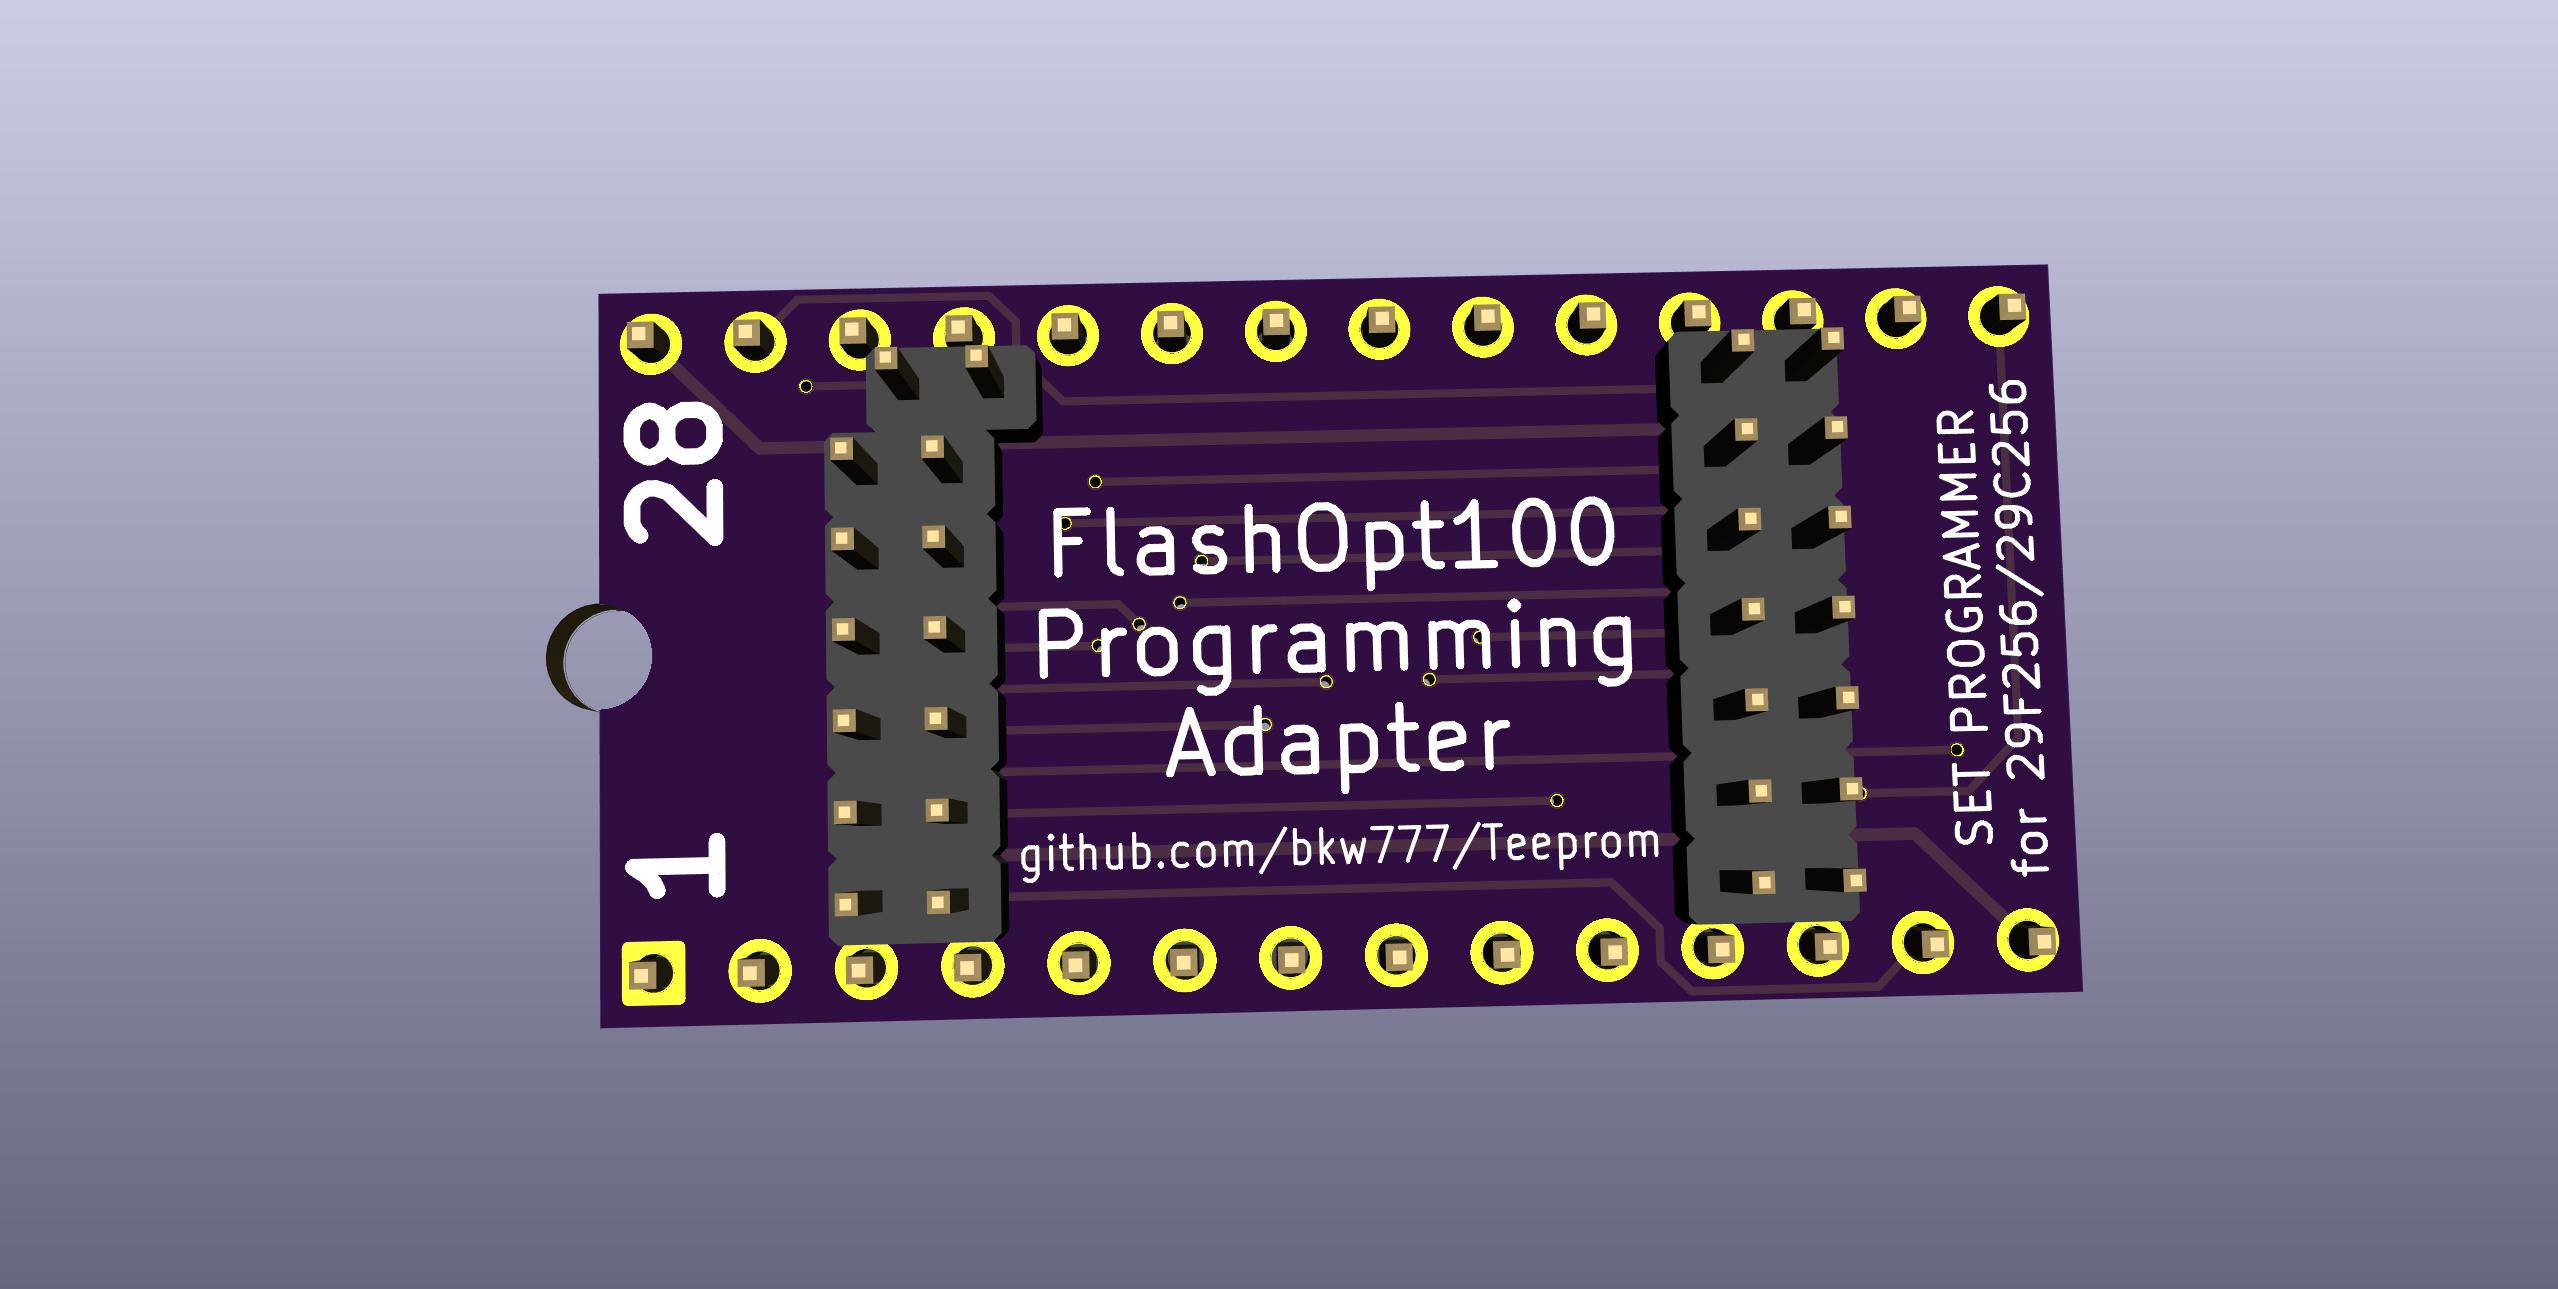 28
1
FlashOpt100
Programming
Adapter
github.com/bkw777/Teeprom
SET PROGRAMMER
for 29F256/29C256